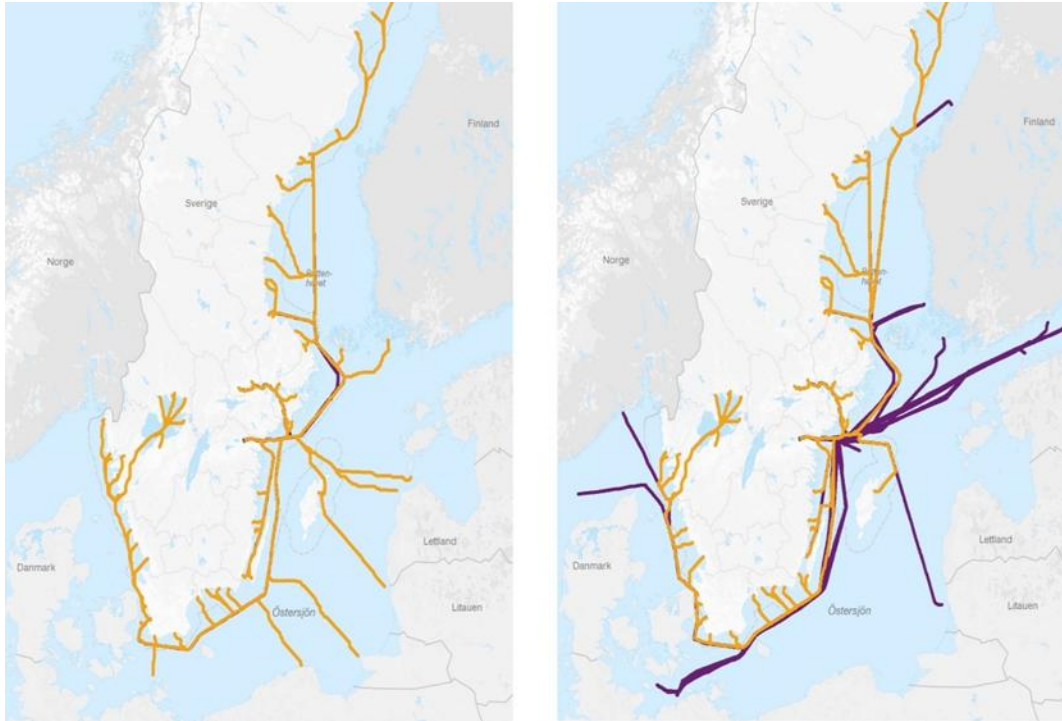 Finland
Sverige
Norge
Botten-
havet
Lettland
Danmark
Litauen
Östersjön
Finland
Sverige
Norge
Botten-
havet
Lettland
Danmark
Litauen
Östersjön